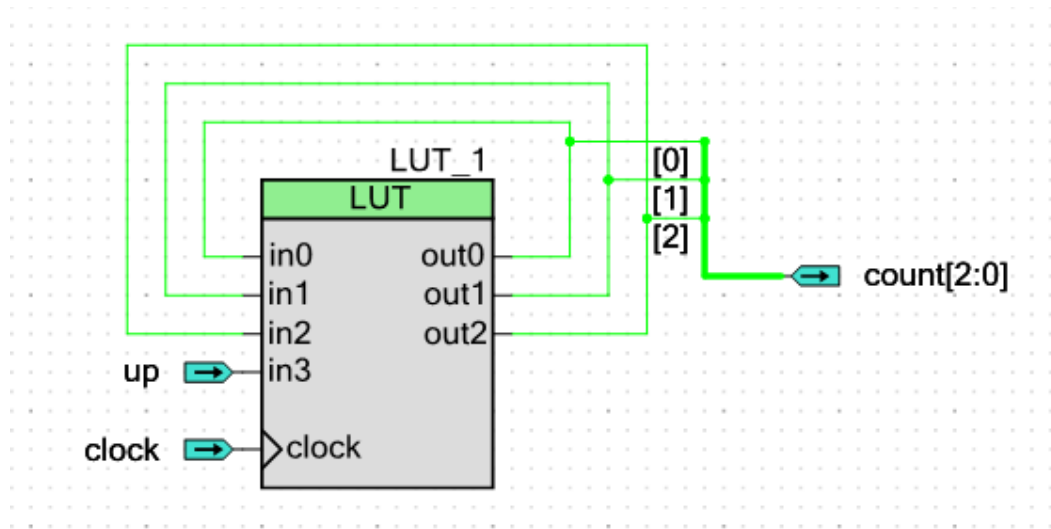 LUT_1
LUT
[0]
[1]
[2]
in0 out0
in1 out1
in2 out2
count[2:0]
up in3
clock clock